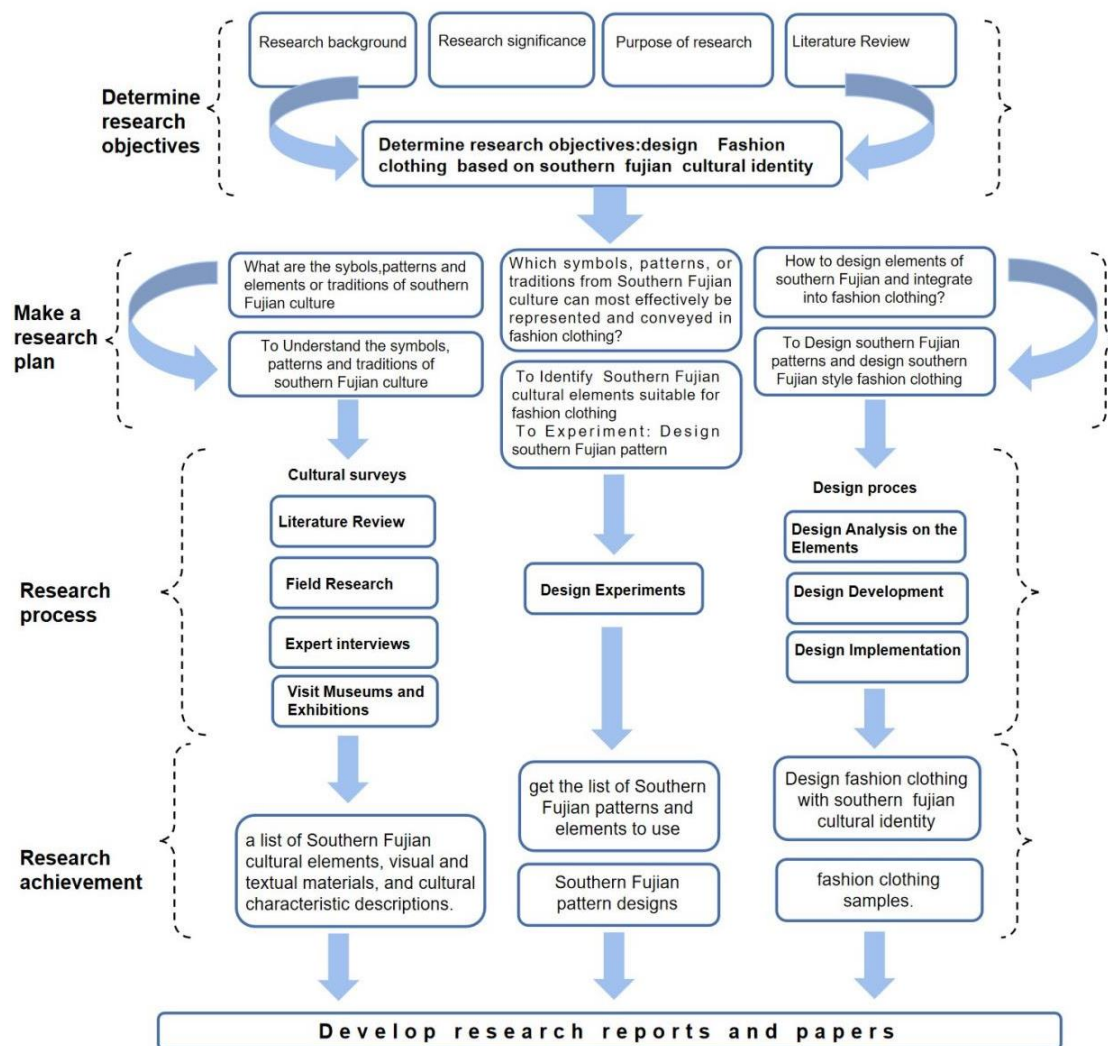 Research background
Research significance
Purpose of research
Literature Review
Determine
research
objectives
Determine research objectives:design Fashion
clothing based on southern fujian cultural identity
Make a
research
plan
What are the sybols,patterns and
elements or traditions of southern
Fujian culture
To Understand the symbols,
patterns and traditions of
southern Fujian culture
Which symbols, patterns, or
traditions from Southern Fujian
culture can most effectively be
represented and conveyed in
fashion clothing?
To Identify Southern Fujian
cultural elements suitable for
fashion clothing
To Experiment: Design
southern Fujian pattern
How to design elements of
southern Fujian and integrate
into fashion clothing?
To Design southern Fujian
patterns and design southern
Fujian style fashion clothing
Research
process
Cultural surveys
Literature Review
Field Research
Expert interviews
Visit Museums and
Exhibitions
Design Experiments
Design proces
Design Analysis on the
Elements
Design Development
Design Implementation
Research
achievement
a list of Southern Fujian
cultural elements, visual and
textual materials, and cultural
characteristic descriptions.
get the list of Southern
Fujian patterns and
elements to use
Southern Fujian
pattern designs
Design fashion clothing
with southern fujian
cultural identity
fashion clothing
samples.
Develop research reports and papers